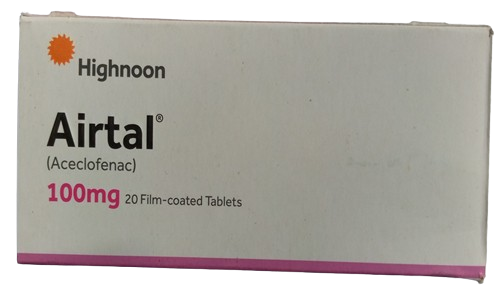 Highnoon
Airtal®
(Aceclofenac)
100mg 20 Film-coated Tablets